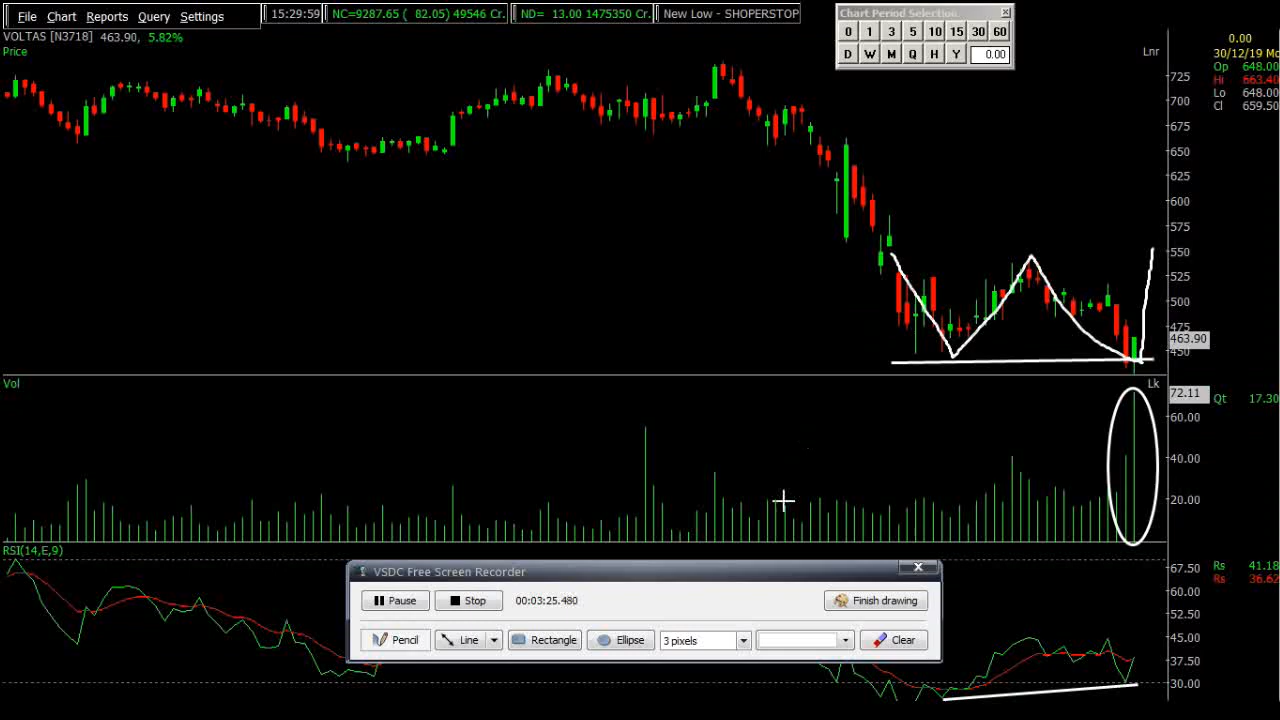 File Chart Reports Query Settings
15:29:59
NC=9287.65 ( 82.05) 49546 Cr.
ND= 13.00 1475350 Cr.
New Low - SHOPERSTOP
VOLTAS [N3718] 463.90, 5.82%
Price
Lnr
Chart Period Selection
0 1 3 5 10 15 30 60
D W M Q H Y 0.00
0.00
30/12/19 Mo
Op 648.00
Hi 663.40
Lo 648.00
Cl 659.50
725
700
675
650
625
600
575
550
525
500
475
463.90
450
Vol
Lk
72.11
Qt 17.30
60.00
40.00
20.00
RSI(14,E,9)
67.50
Rs 41.18
Rs 36.62
60.00
52.50
45.00
37.50
30.00
VSDC Free Screen Recorder
Pause Stop 00:03:25.480 Finish drawing
Pencil Line Rectangle Ellipse 3 pixels Clear